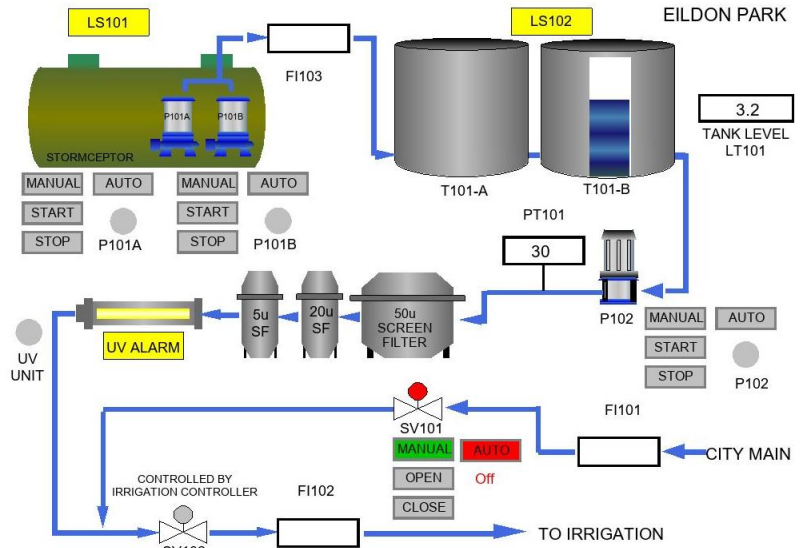 LS101
LS102
EILDON PARK
FI103
3.2
TANK LEVEL
LT101
P101A
P101B
STORMCEPTOR
T101-A
T101-B
MANUAL
AUTO
MANUAL
AUTO
START
START
STOP
P101A
STOP
P101B
PT101
30
P102
MANUAL
AUTO
START
STOP
P102
5u
SF
20u
SF
50u
SCREEN
FILTER
UV ALARM
UV
UNIT
SV101
MANUAL
AUTO
OPEN
Off
CLOSE
FI101
CITY MAIN
CONTROLLED BY
IRRIGATION CONTROLLER
FI102
TO IRRIGATION